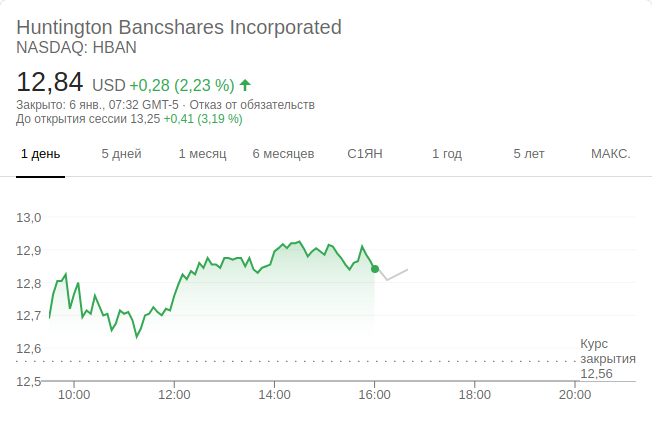 Huntington Bancshares Incorporated
NASDAQ: HBAN
12,84 USD +0,28 (2,23 %)
Закрыто: 6 янв., 07:32 GMT-5 · Отказ от обязательств
До открытия сессии 13,25 +0,41 (3,19 %)
1 день 5 дней 1 месяц 6 месяцев С1ЯН 1 год 5 лет МАКС.
13,0
12,9
12,8
12,7
12,6
12,5
Курс
закрытия
12,56
10:00 12:00 14:00 16:00 18:00 20:00